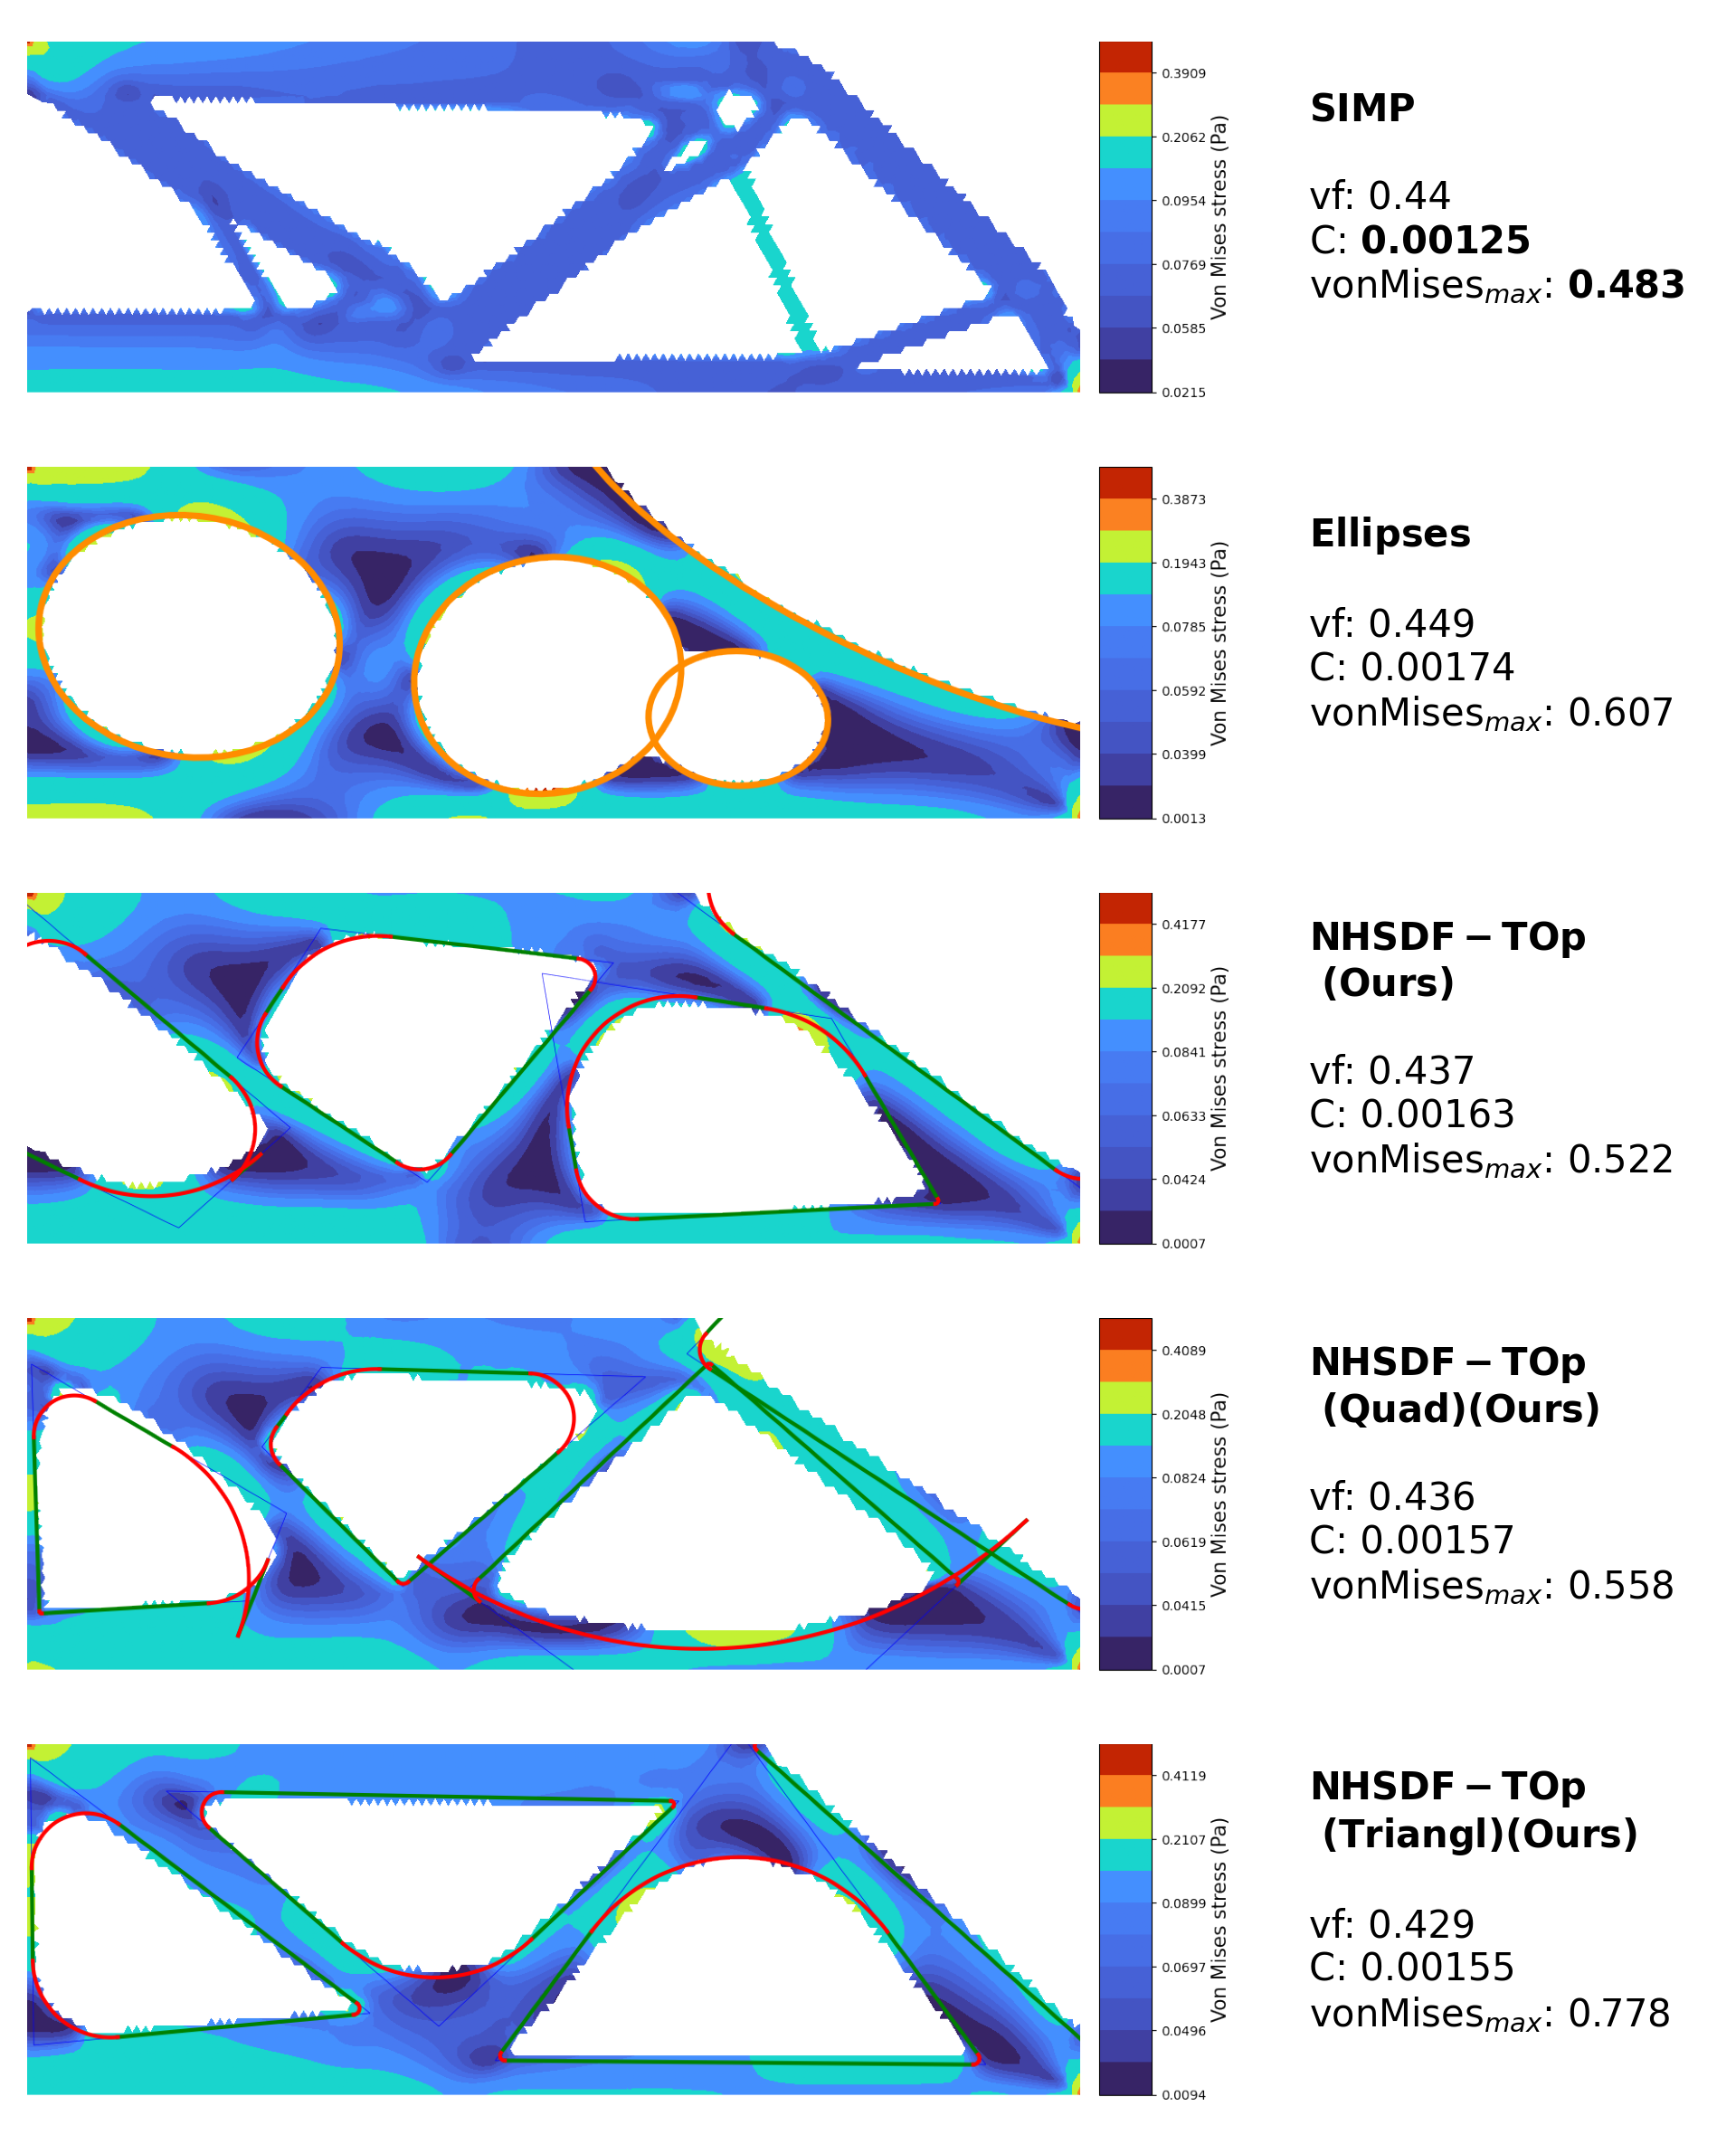 0.3909
0.2062
0.0954
0.0769
0.0585
0.0215
Von Mises stress (Pa)
SIMP
vf: 0.44
C: 0.00125
vonMises_max: 0.483
0.3873
0.1943
0.0785
0.0592
0.0399
0.0013
Von Mises stress (Pa)
Ellipses
vf: 0.449
C: 0.00174
vonMises_max: 0.607
0.4177
0.2092
0.0841
0.0633
0.0424
0.0007
Von Mises stress (Pa)
NHSDF−TOp
(Ours)
vf: 0.437
C: 0.00163
vonMises_max: 0.522
0.4089
0.2048
0.0824
0.0619
0.0415
0.0007
Von Mises stress (Pa)
NHSDF−TOp
(Quad)(Ours)
vf: 0.436
C: 0.00157
vonMises_max: 0.558
0.4119
0.2107
0.0899
0.0697
0.0496
0.0094
Von Mises stress (Pa)
NHSDF−TOp
(Triangl)(Ours)
vf: 0.429
C: 0.00155
vonMises_max: 0.778